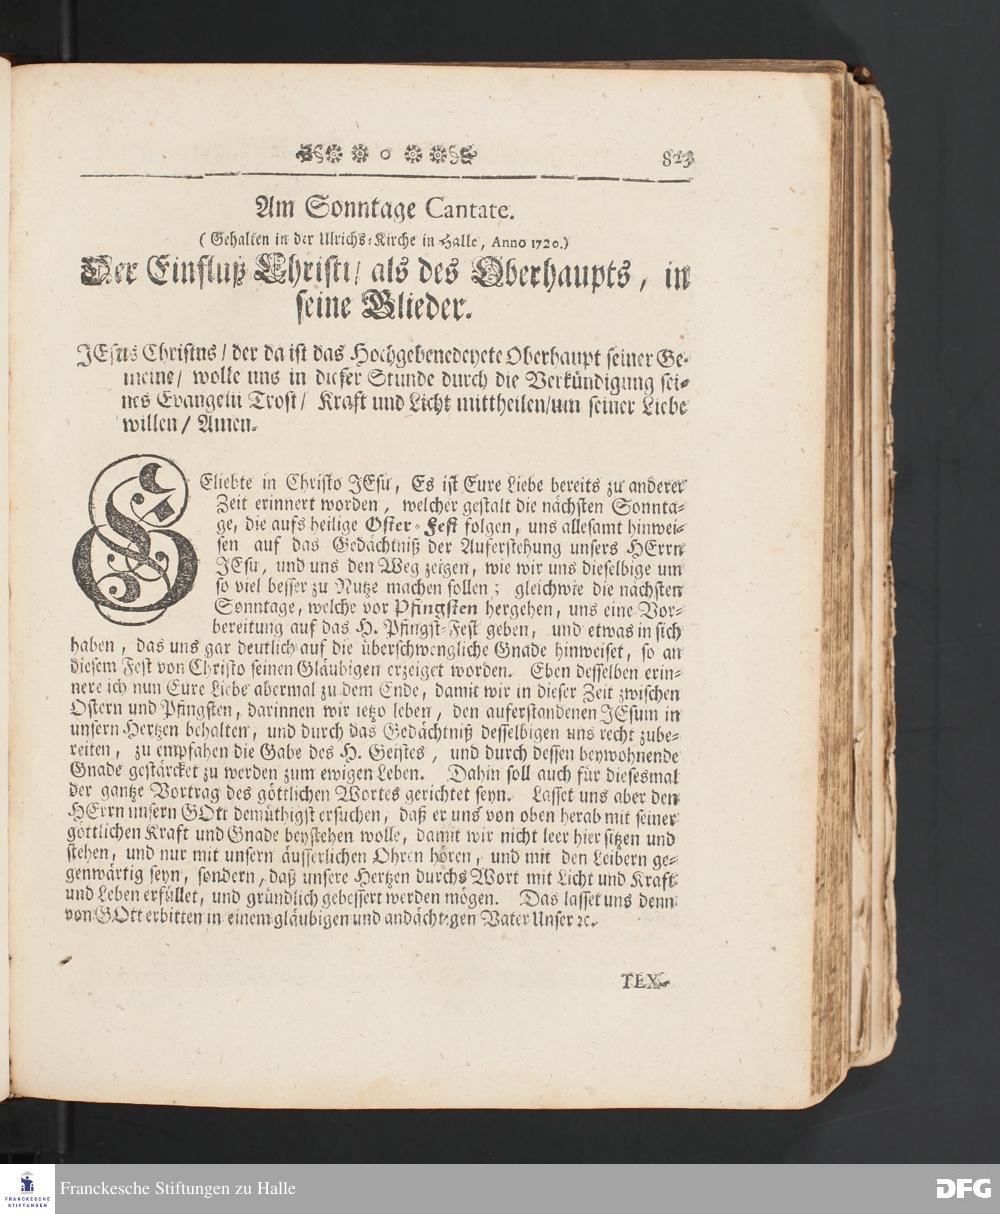 823
Am Sonntage Cantate.
(Gehalten in der Ulrichs-Kirche in Halle, Anno 1720.)
Der Einfluß Christi/ als des Oberhaupts, in
seine Glieder.
JEsus Christus/ der da ist das Hochgebenedeyete Oberhaupt seiner Ge-
meine/ wolle uns in dieser Stunde durch die Verkündigung sei-
nes Evangelii Trost/ Kraft und Licht mittheilen/um seiner Liebe
willen/ Amen.
GEliebte in Christo JEsu, Es ist Eure Liebe bereits zu anderer
Zeit erinnert worden, welcher gestalt die nächsten Sonnta-
ge, die aufs heilige Oster-Fest folgen, uns allesamt hinwei-
sen auf das Gedächtniß der Auferstehung unsers HErrn
JEsu, und uns den Weg zeigen, wie wir uns dieselbige um
so viel besser zu Nutze machen sollen; gleichwie die nächsten
Sonntage, welche vor Pfingsten hergehen, uns eine Vor-
bereitung auf das H. Pfingst-Fest geben, und etwas in sich
haben, das uns gar deutlich auf die überschwengliche Gnade hinweiset, so an
diesem Fest von Christo seinen Gläubigen erzeiget worden. Eben desselben erin-
nere ich nun Eure Liebe abermal zu dem Ende, damit wir in dieser Zeit zwischen
Ostern und Pfingsten, darinnen wir ietzo leben, den auferstandenen JEsum in
unsern Hertzen behalten, und durch das Gedächtniß desselbigen uns recht zube-
reiten, zu empfahen die Gabe des H. Geistes, und durch dessen beywohnende
Gnade gestärcket zu werden zum ewigen Leben. Dahin soll auch für diesesmal
der gantze Vortrag des göttlichen Wortes gerichtet seyn. Lasset uns aber den
HErrn unsern GOtt demüthigst ersuchen, daß er uns von oben herab mit seiner
göttlichen Kraft und Gnade beystehen wolle, damit wir nicht leer hier sitzen und
stehen, und nur mit unsern äusserlichen Ohren hören, und mit den Leibern ge-
genwärtig seyn, sondern, daß unsere Hertzen durchs Wort mit Licht und Kraft
und Leben erfüllet, und gründlich gebessert werden mögen. Das lasset uns denn
von GOtt erbitten in einem gläubigen und andächtigen Vater Unser ꝛc.
TEX-
FRANCKESCHE
STIFTUNGEN
Franckesche Stiftungen zu Halle
DFG